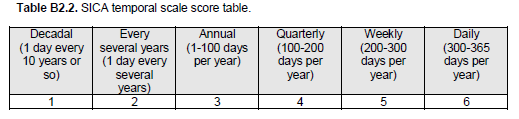 Table B2.2. SICA temporal scale score table.
Decadal (1 day every 10 years or so)
Every several years (1 day every several years)
Annual (1-100 days per year)
Quarterly (100-200 days per year)
Weekly (200-300 days per year)
Daily (300-365 days per year)
1 2 3 4 5 6